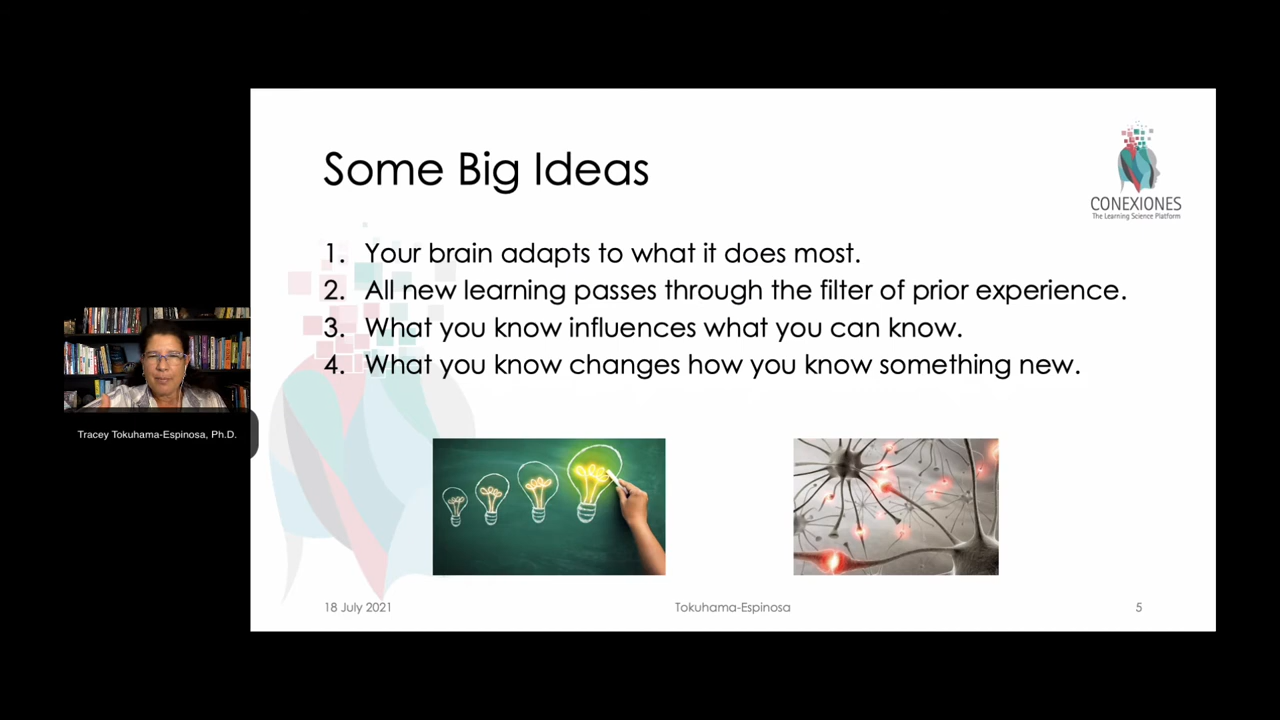 Some Big Ideas
CONEXIONES
The Learning Science Platform
1. Your brain adapts to what it does most.
2. All new learning passes through the filter of prior experience.
3. What you know influences what you can know.
4. What you know changes how you know something new.
Tracey Tokuhama-Espinosa, Ph.D.
18 July 2021
Tokuhama-Espinosa
5